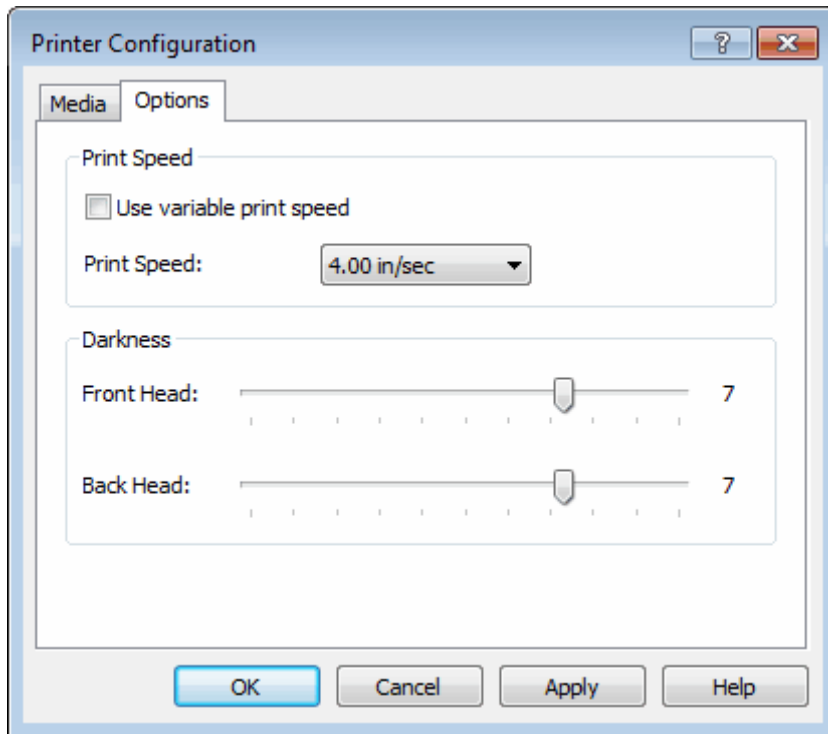 Printer Configuration
?
Media Options
Print Speed
Use variable print speed
Print Speed: 4.00 in/sec
Darkness
Front Head: 7
Back Head: 7
OK Cancel Apply Help